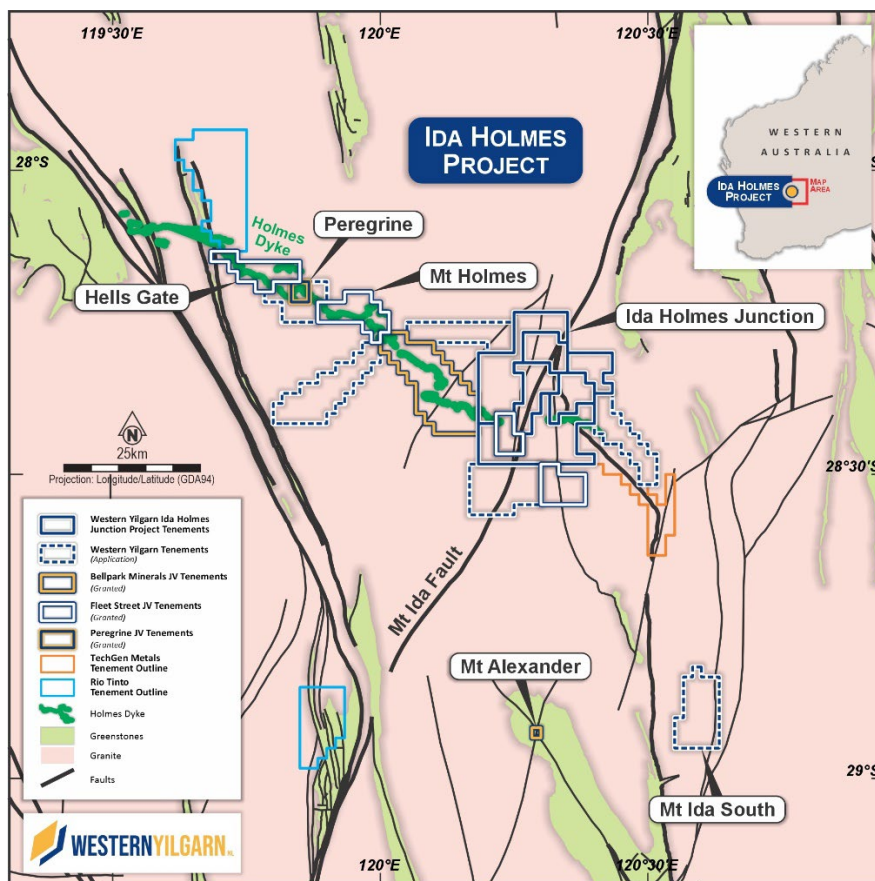 119°30'E
120°E
120°30'E
28°S
IDA HOLMES
PROJECT
WESTERN
AUSTRALIA
IDA HOLMES
PROJECT
MAP
AREA
Holmes
Dyke
Peregrine
Mt Holmes
Hells Gate
Ida Holmes Junction
N
25km
Projection: Longitude/Latitude (GDA94)
28°30'S
Western Yilgarn Ida Holmes
Junction Project Tenements
Western Yilgarn Tenements
(Application)
Bellpark Minerals JV Tenements
(Granted)
Fleet Street JV Tenements
(Granted)
Peregrine JV Tenements
(Granted)
TechGen Metals
Tenement Outline
Rio Tinto
Tenement Outline
Holmes Dyke
Greenstones
Granite
Faults
Mt Ida Fault
Mt Alexander
Mt Ida South
29°S
WESTERNYILGARN NL
120°E
120°30'E